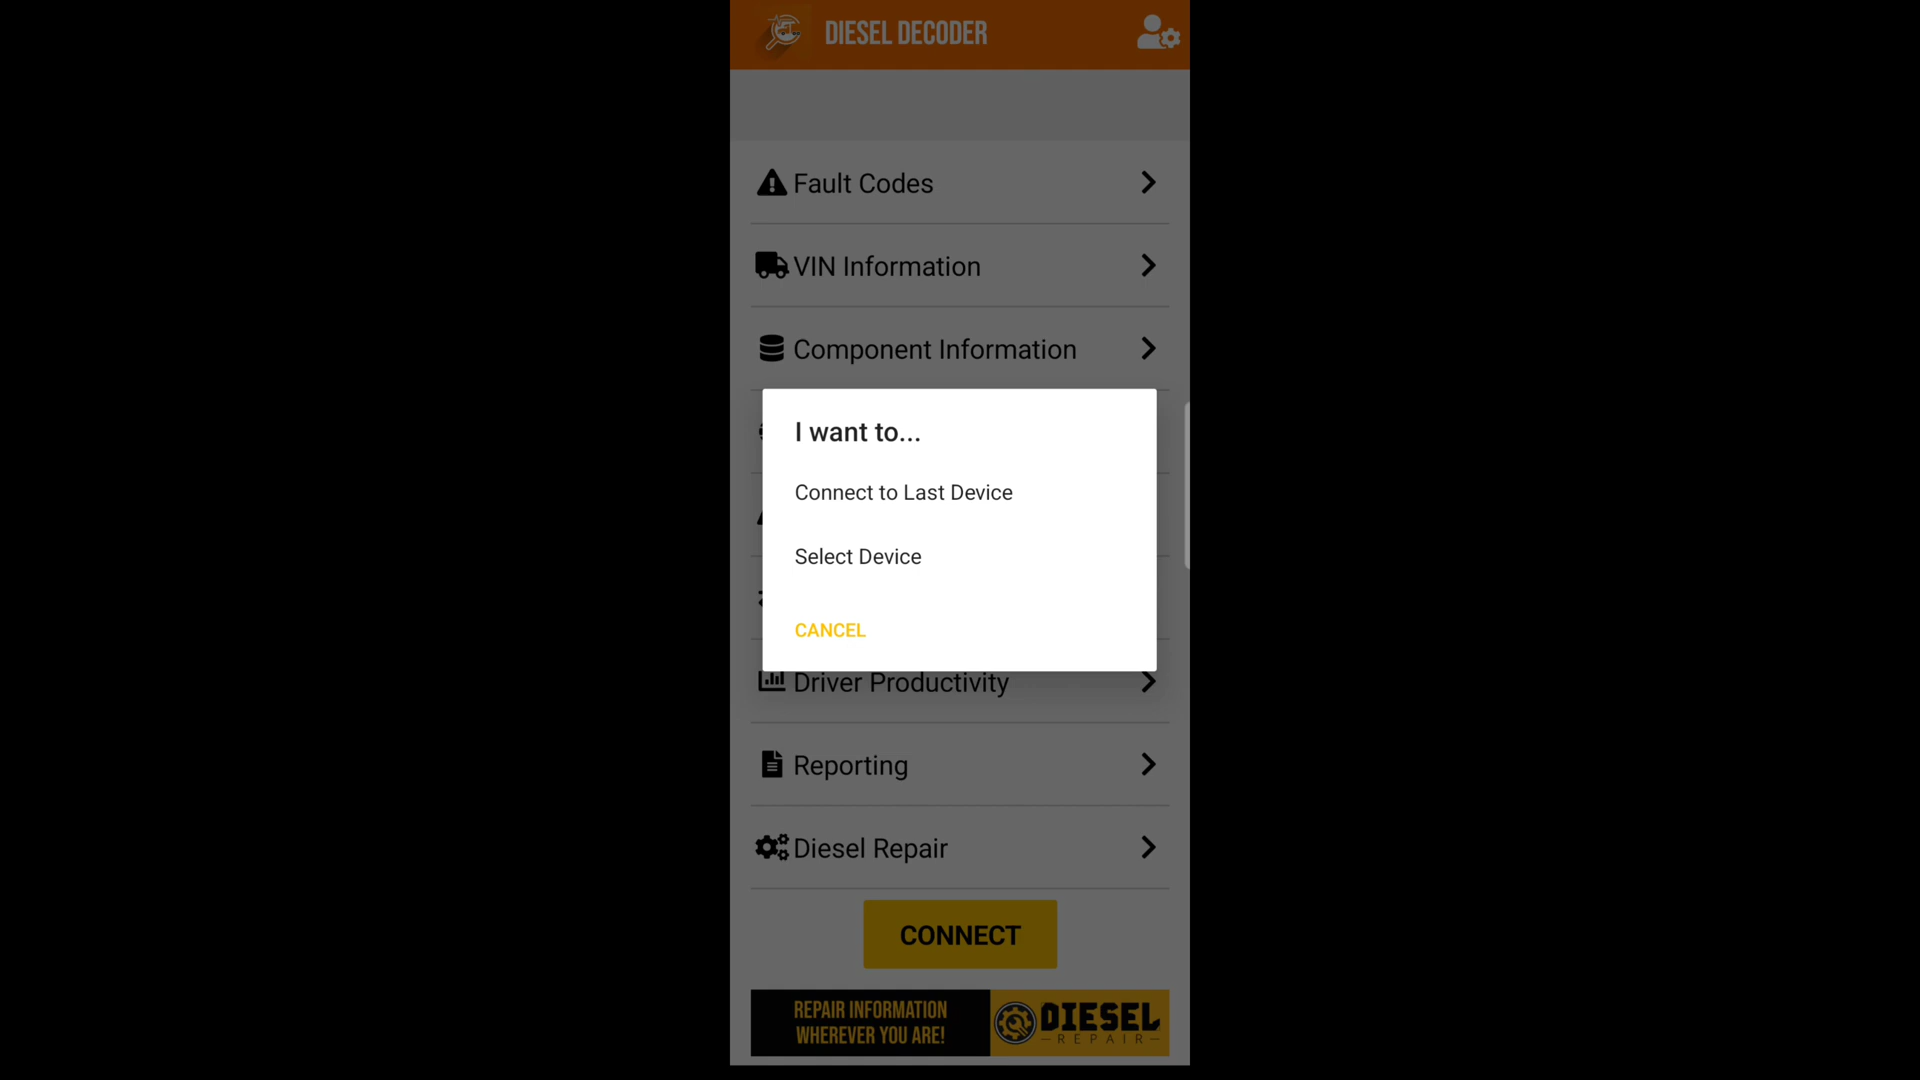 DIESEL DECODER
Fault Codes
VIN Information
Component Information
I want to...
Connect to Last Device
Select Device
CANCEL
Driver Productivity
Reporting
Diesel Repair
CONNECT
REPAIR INFORMATION
WHEREVER YOU ARE!
DIESEL
REPAIR